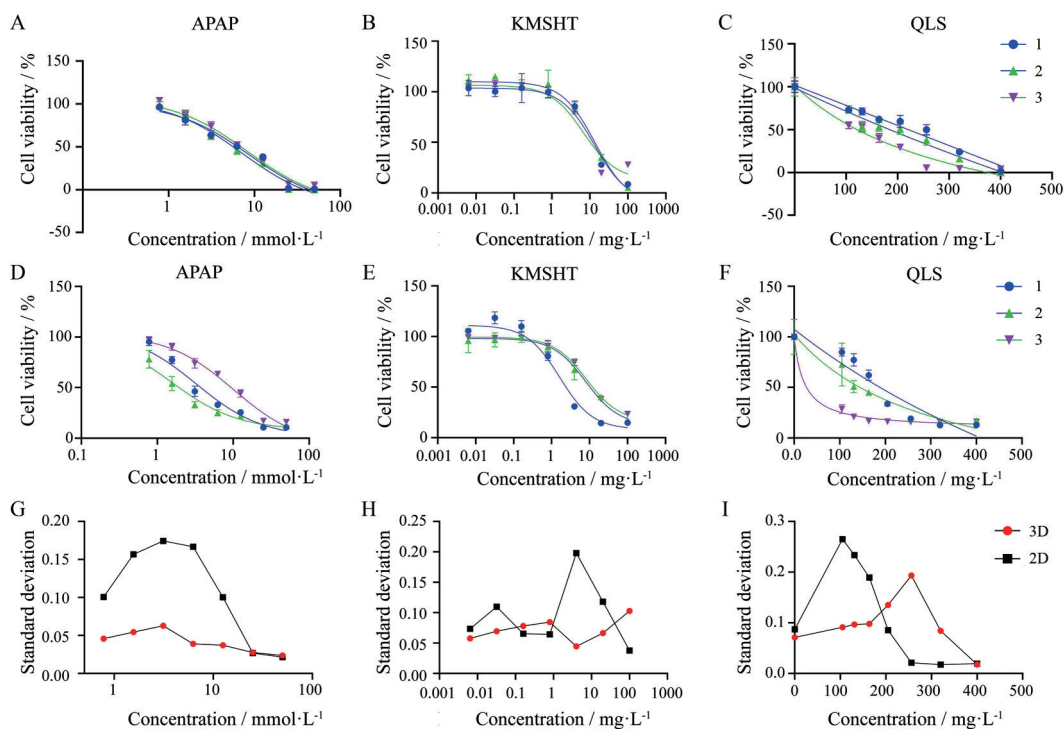 A
APAP
Cell viability / %
150
100
50
0
-50
1
10
100
Concentration / mmol·L⁻¹
B
KMSHT
Cell viability / %
150
100
50
0
0.001
0.01
0.1
1
10
100
1000
Concentration / mg·L⁻¹
C
QLS
Cell viability / %
150
100
50
0
-50
100
200
300
400
500
Concentration / mg·L⁻¹
1
2
3
D
APAP
Cell viability / %
150
100
50
0
0.1
1
10
100
Concentration / mmol·L⁻¹
E
KMSHT
Cell viability / %
150
100
50
0
0.001
0.01
0.1
1
10
100
1000
Concentration / mg·L⁻¹
F
QLS
Cell viability / %
150
100
50
0
0.0
100
200
300
400
500
Concentration / mg·L⁻¹
1
2
3
G
Standard deviation
0.20
0.15
0.10
0.05
0.00
1
10
100
Concentration / mmol·L⁻¹
H
Standard deviation
0.25
0.20
0.15
0.10
0.05
0.00
0.001
0.01
0.1
1
10
100
1000
Concentration / mg·L⁻¹
I
Standard deviation
0.3
0.2
0.1
0.0
0
100
200
300
400
500
Concentration / mg·L⁻¹
3D
2D